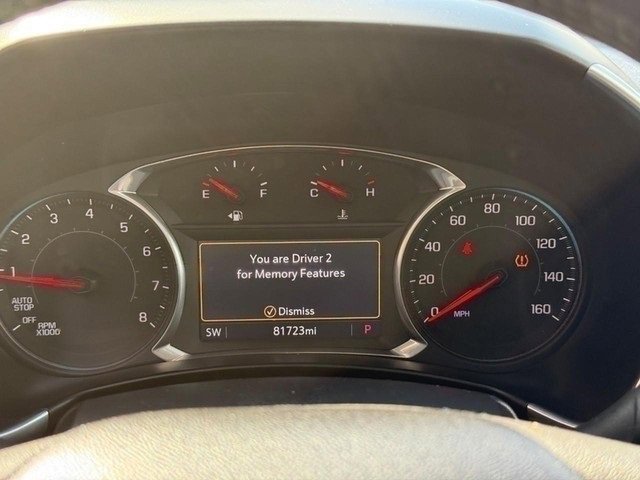 E F C H
1 2 3 4 5 6 7 8
AUTO
STOP
OFF
RPM
X1000
You are Driver 2
for Memory Features
Dismiss
SW 81723mi P
0 20 40 60 80 100 120 140 160
MPH